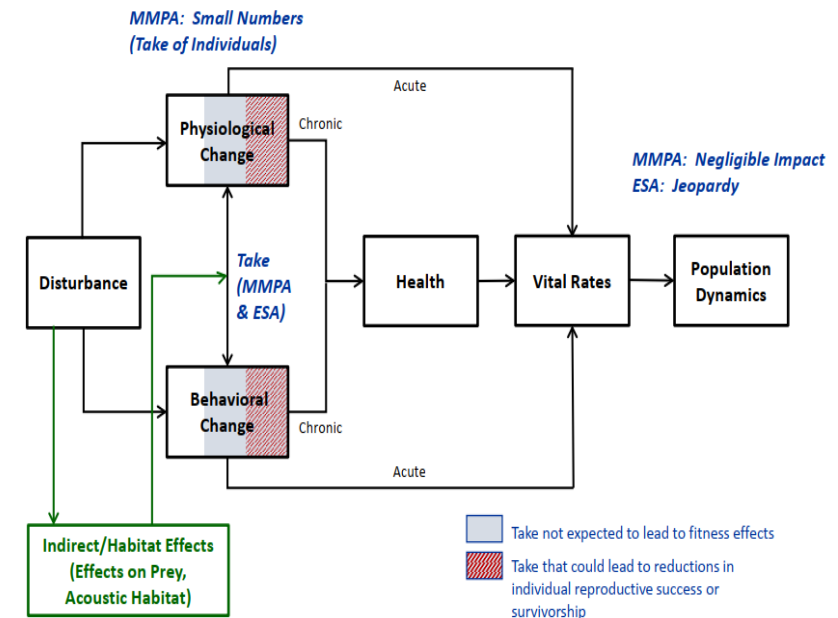 MMPA: Small Numbers
(Take of Individuals)
Acute
Physiological
Change
Chronic
MMPA: Negligible Impact
ESA: Jeopardy
Disturbance
Take
(MMPA
& ESA)
Health
Vital Rates
Population
Dynamics
Behavioral
Change
Chronic
Acute
Indirect/Habitat Effects
(Effects on Prey,
Acoustic Habitat)
Take not expected to lead to fitness effects
Take that could lead to reductions in
individual reproductive success or
survivorship